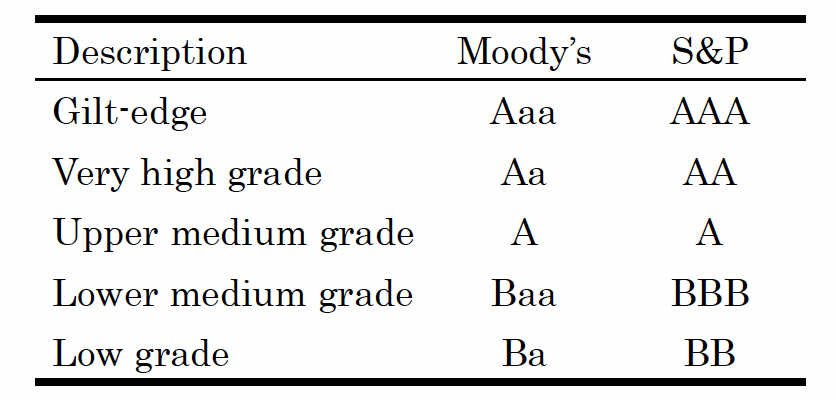 Description Moody's S&P
Gilt-edge Aaa AAA
Very high grade Aa AA
Upper medium grade A A
Lower medium grade Baa BBB
Low grade Ba BB